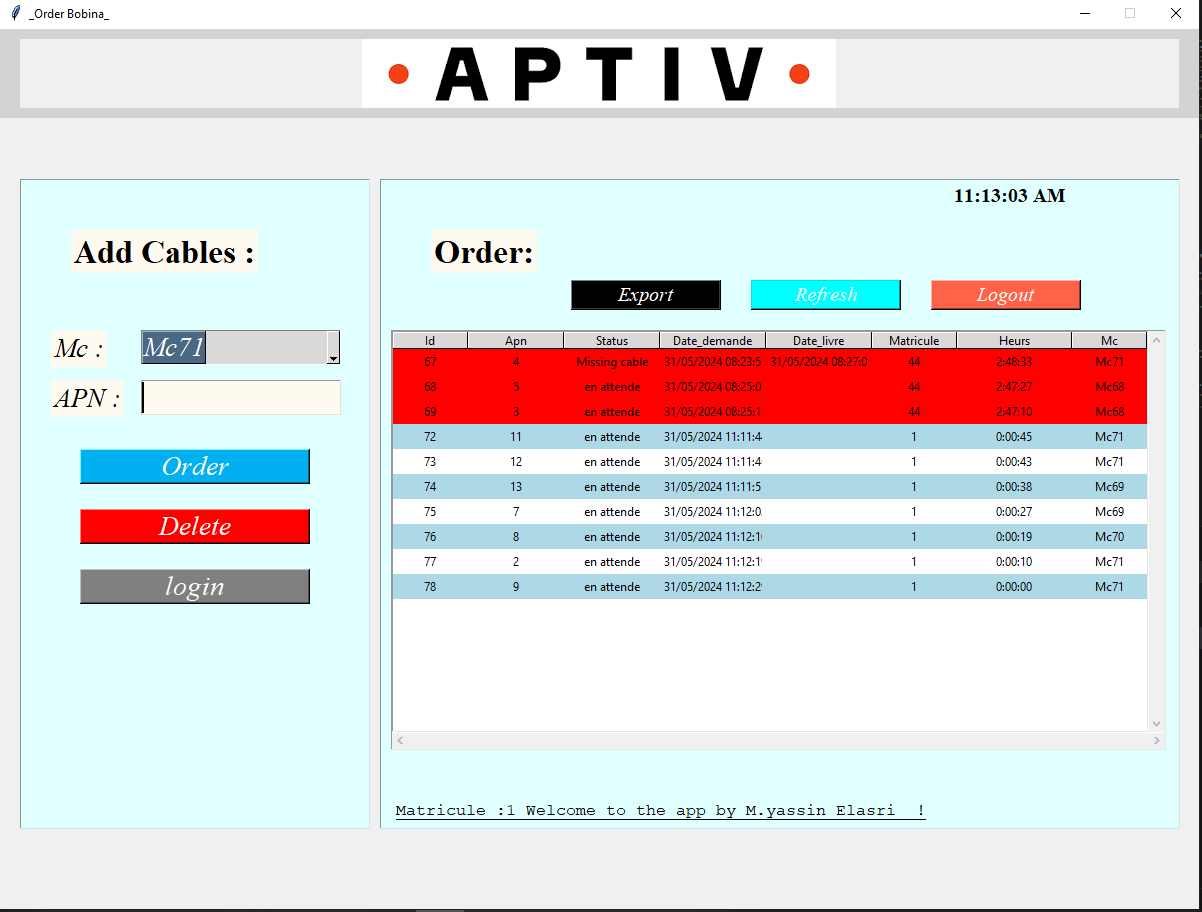 _Order Bobina_
APTIV
11:13:03 AM
Add Cables :
Order:
Export Refresh Logout
Mc : Mc71
APN :
Order
Delete
login
Id Apn Status Date_demande Date_livre Matricule Heurs Mc
67 4 Missing cable 31/05/2024 08:23:5 31/05/2024 08:27:0 44 2:48:33 Mc71
68 5 en attende 31/05/2024 08:25:0 44 2:47:27 Mc68
69 3 en attende 31/05/2024 08:25:1 44 2:47:10 Mc68
72 11 en attende 31/05/2024 11:11:4 1 0:00:45 Mc71
73 12 en attende 31/05/2024 11:11:4 1 0:00:43 Mc71
74 13 en attende 31/05/2024 11:11:5 1 0:00:38 Mc69
75 7 en attende 31/05/2024 11:12:0 1 0:00:27 Mc69
76 8 en attende 31/05/2024 11:12:1 1 0:00:19 Mc70
77 2 en attende 31/05/2024 11:12:1 1 0:00:10 Mc71
78 9 en attende 31/05/2024 11:12:2 1 0:00:00 Mc71
Matricule :1 Welcome to the app by M.yassin Elasri !